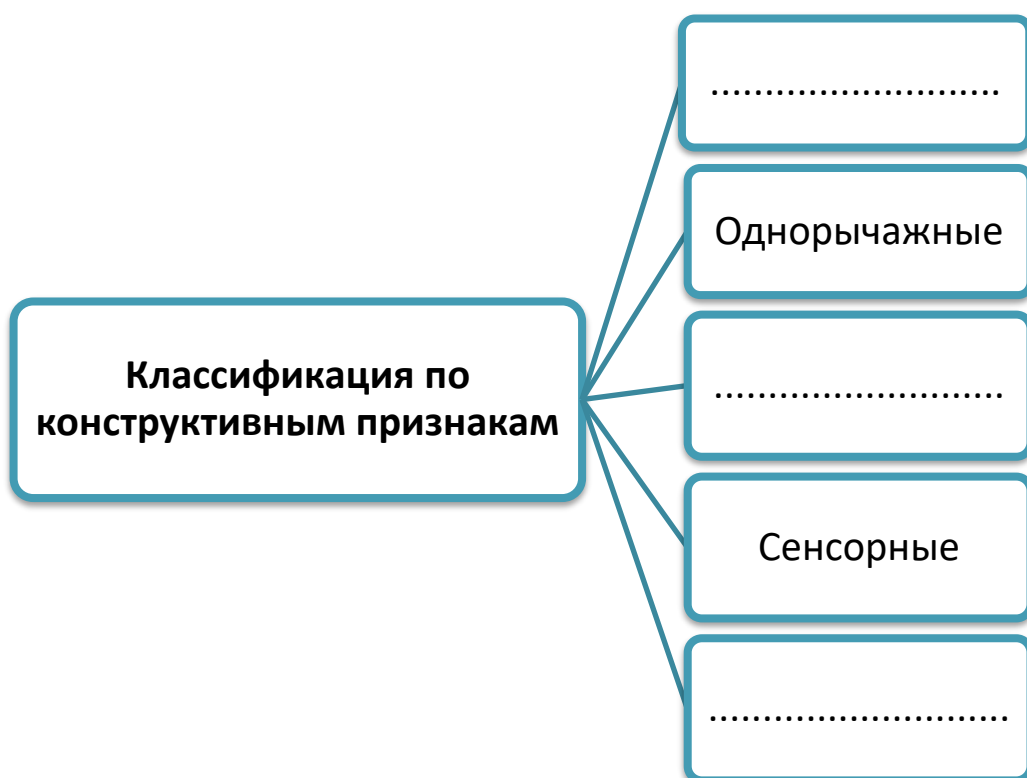 ...........................
Однорычажные
Классификация по
конструктивным признакам
...........................
Сенсорные
............................